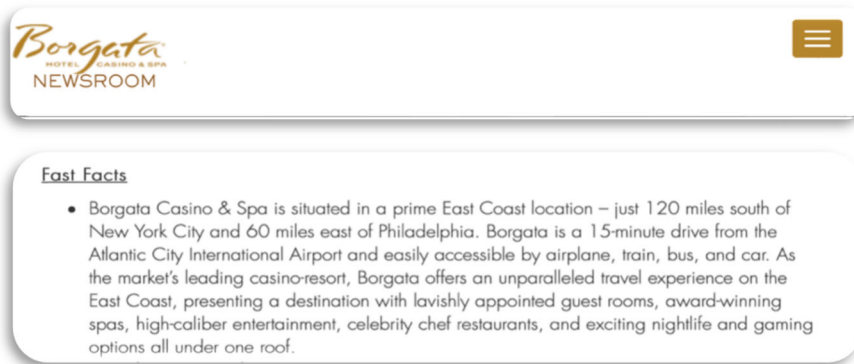 Borgata
HOTEL CASINO & SPA
NEWSROOM
Fast Facts
• Borgata Casino & Spa is situated in a prime East Coast location – just 120 miles south of
New York City and 60 miles east of Philadelphia. Borgata is a 15-minute drive from the
Atlantic City International Airport and easily accessible by airplane, train, bus, and car. As
the market's leading casino-resort, Borgata offers an unparalleled travel experience on the
East Coast, presenting a destination with lavishly appointed guest rooms, award-winning
spas, high-caliber entertainment, celebrity chef restaurants, and exciting nightlife and gaming
options all under one roof.